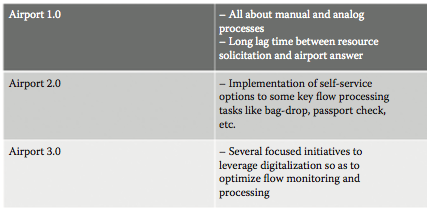 Airport 1.0
– All about manual and analog
processes
– Long lag time between resource
solicitation and airport answer
Airport 2.0
– Implementation of self-service
options to some key flow processing
tasks like bag-drop, passport check,
etc.
Airport 3.0
– Several focused initiatives to
leverage digitalization so as to
optimize flow monitoring and
processing